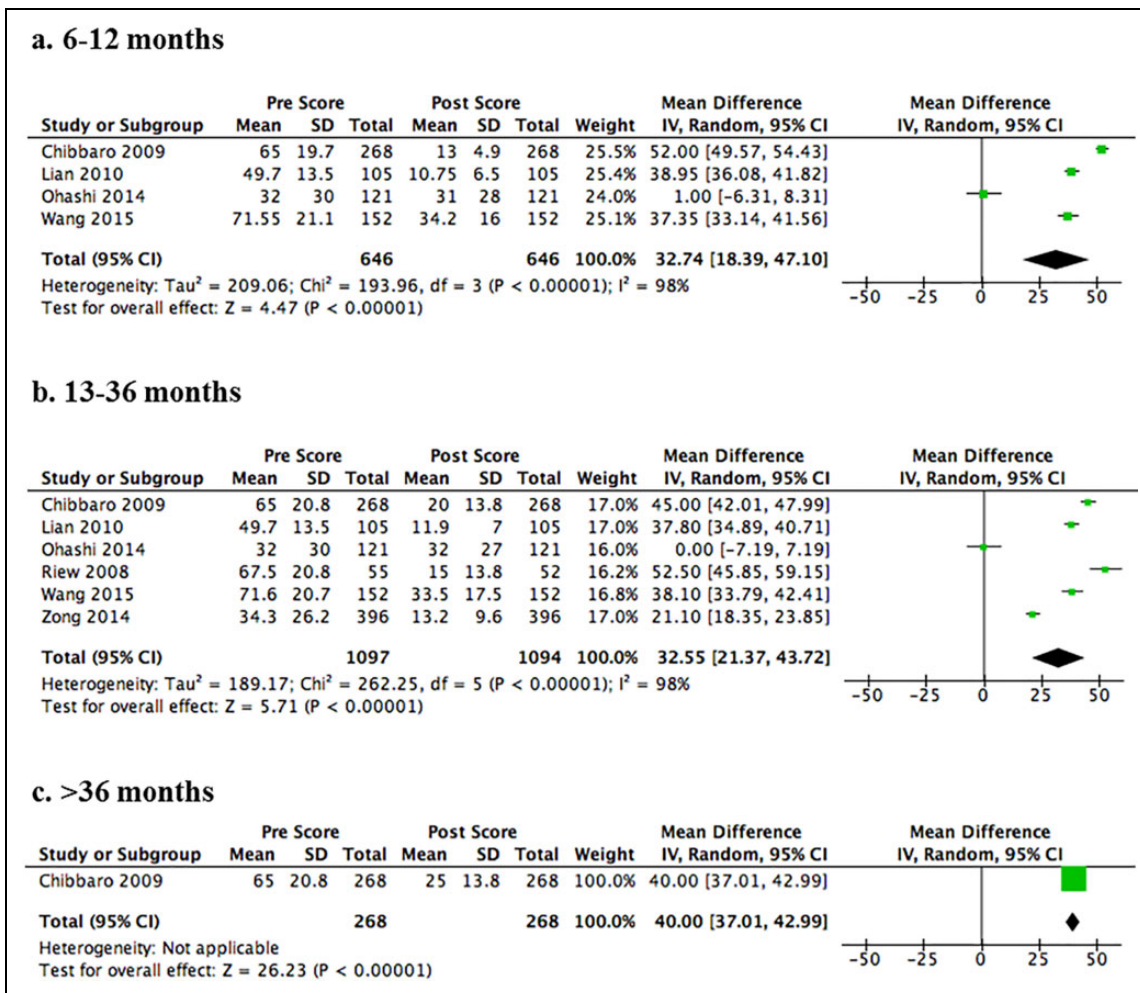 a. 6-12 months
Pre Score Post Score Mean Difference Mean Difference
Study or Subgroup Mean SD Total Mean SD Total Weight IV, Random, 95% CI IV, Random, 95% CI
Chibbaro 2009 65 19.7 268 13 4.9 268 25.5% 52.00 [49.57, 54.43]
Lian 2010 49.7 13.5 105 10.75 6.5 105 25.4% 38.95 [36.08, 41.82]
Ohashi 2014 32 30 121 31 28 121 24.0% 1.00 [-6.31, 8.31]
Wang 2015 71.55 21.1 152 34.2 16 152 25.1% 37.35 [33.14, 41.56]
Total (95% CI) 646 646 100.0% 32.74 [18.39, 47.10]
Heterogeneity: Tau² = 209.06; Chi² = 193.96, df = 3 (P < 0.00001); I² = 98%
Test for overall effect: Z = 4.47 (P < 0.00001)
-50 -25 0 25 50
b. 13-36 months
Pre Score Post Score Mean Difference Mean Difference
Study or Subgroup Mean SD Total Mean SD Total Weight IV, Random, 95% CI IV, Random, 95% CI
Chibbaro 2009 65 20.8 268 20 13.8 268 17.0% 45.00 [42.01, 47.99]
Lian 2010 49.7 13.5 105 11.9 7 105 17.0% 37.80 [34.89, 40.71]
Ohashi 2014 32 30 121 32 27 121 16.0% 0.00 [-7.19, 7.19]
Riew 2008 67.5 20.8 55 15 13.8 52 16.2% 52.50 [45.85, 59.15]
Wang 2015 71.6 20.7 152 33.5 17.5 152 16.8% 38.10 [33.79, 42.41]
Zong 2014 34.3 26.2 396 13.2 9.6 396 17.0% 21.10 [18.35, 23.85]
Total (95% CI) 1097 1094 100.0% 32.55 [21.37, 43.72]
Heterogeneity: Tau² = 189.17; Chi² = 262.25, df = 5 (P < 0.00001); I² = 98%
Test for overall effect: Z = 5.71 (P < 0.00001)
-50 -25 0 25 50
c. >36 months
Pre Score Post Score Mean Difference Mean Difference
Study or Subgroup Mean SD Total Mean SD Total Weight IV, Random, 95% CI IV, Random, 95% CI
Chibbaro 2009 65 20.8 268 25 13.8 268 100.0% 40.00 [37.01, 42.99]
Total (95% CI) 268 268 100.0% 40.00 [37.01, 42.99]
Heterogeneity: Not applicable
Test for overall effect: Z = 26.23 (P < 0.00001)
-50 -25 0 25 50